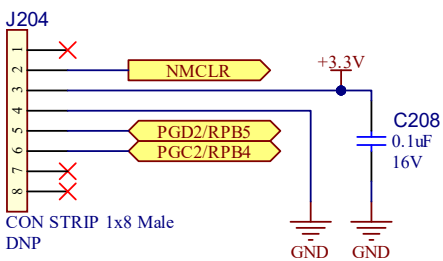 J204
1
2
3
4
5
6
7
8
NMCLR
+3.3V
PGD2/RPB5
PGC2/RPB4
C208
0.1uF
16V
CON STRIP 1x8 Male
DNP
GND
GND